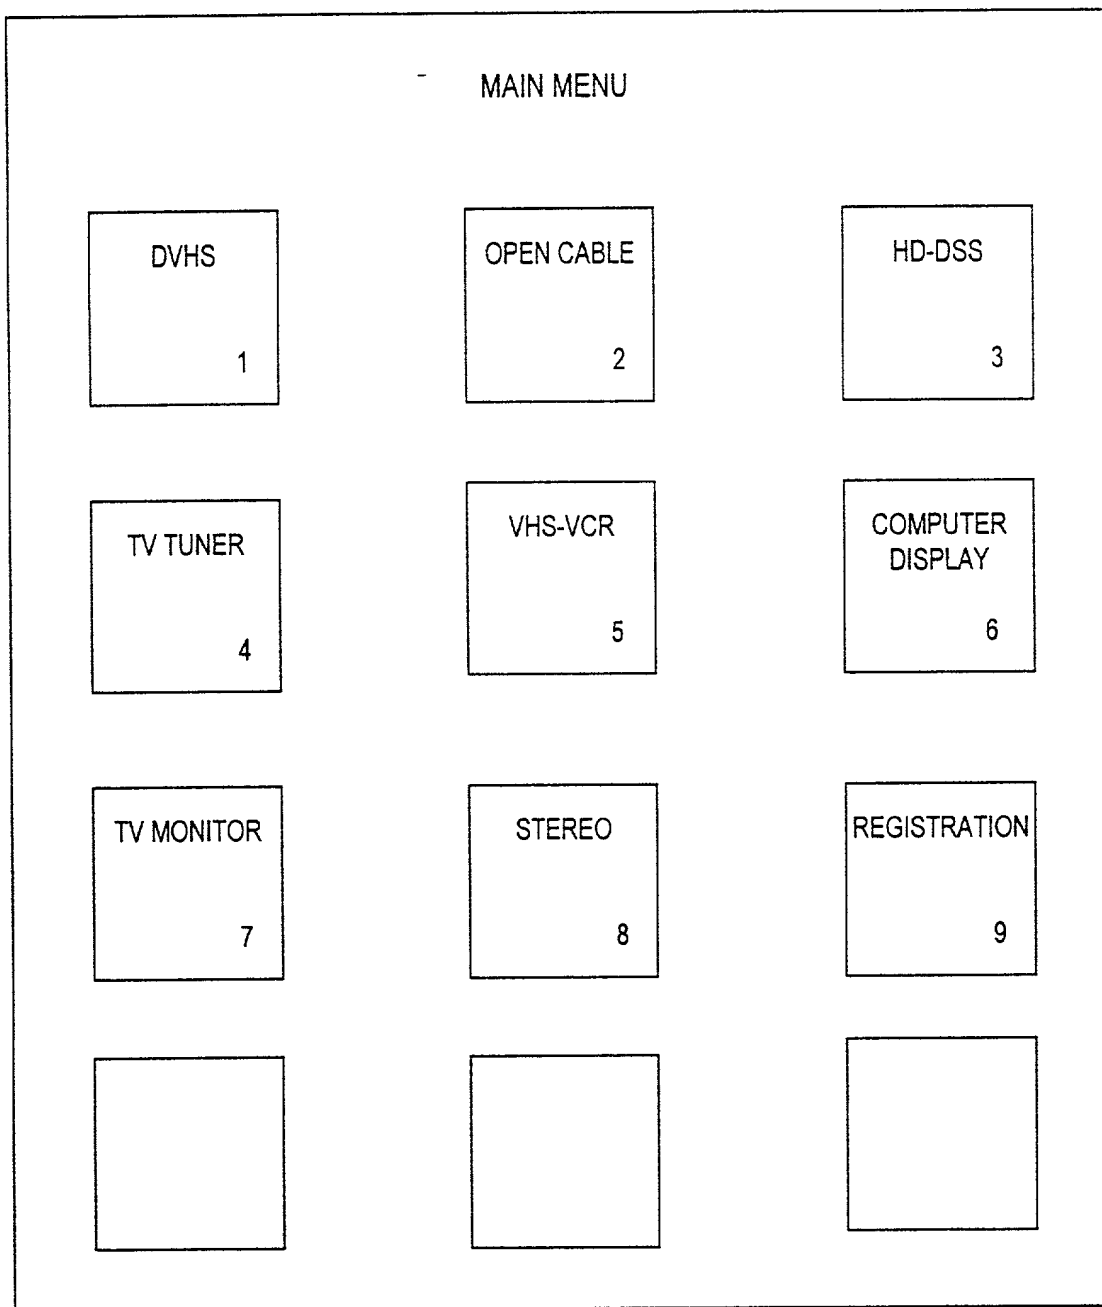 MAIN MENU
DVHS
1
OPEN CABLE
2
HD-DSS
3
TV TUNER
4
VHS-VCR
5
COMPUTER
DISPLAY
6
TV MONITOR
7
STEREO
8
REGISTRATION
9